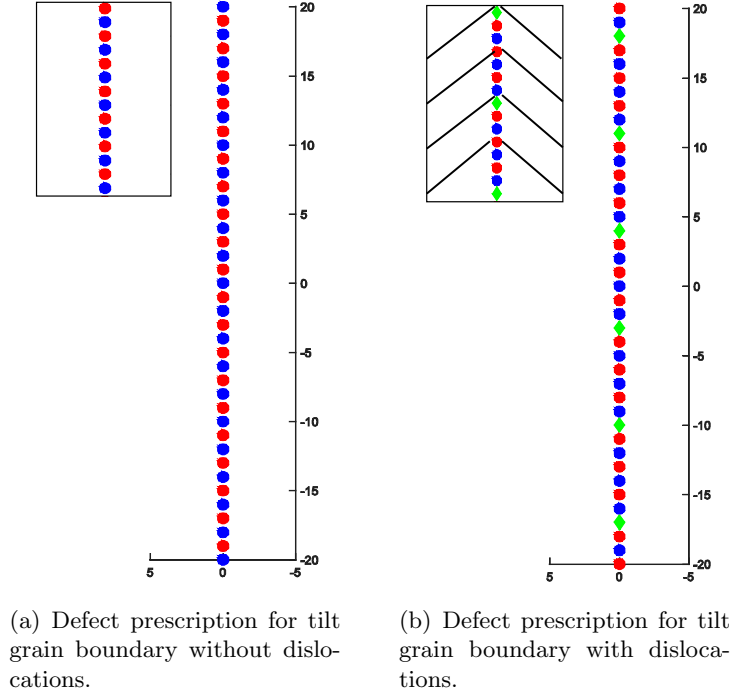 20
15
10
5
0
-5
-10
-15
-20
5 0 -5
20
15
10
5
0
-5
-10
-15
-20
5 0 -5
(a) Defect prescription for tilt
grain boundary without dislo-
cations.
(b) Defect prescription for tilt
grain boundary with disloca-
tions.